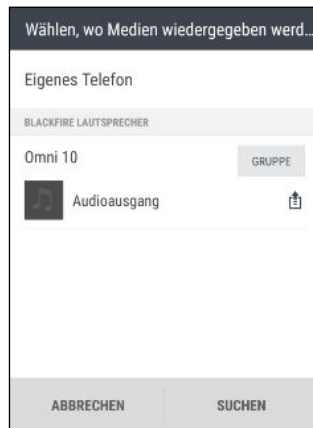 Wählen, wo Medien wiedergegeben werd...
Eigenes Telefon
BLACKFIRE LAUTSPRECHER
Omni 10
GRUPPE
Audioausgang
ABBRECHEN
SUCHEN